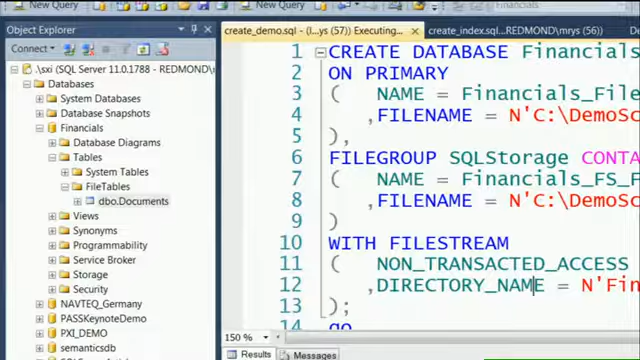 New Query
New Query
Financials
Object Explorer
create_demo.sql - (l...ys (57)) Executing...
create_index.sql...REDMOND\mrys (56))
Connect
.\sxi (SQL Server 11.0.1788 - REDMOND\mrys
Databases
System Databases
Database Snapshots
Financials
Database Diagrams
Tables
System Tables
FileTables
dbo.Documents
Views
Synonyms
Programmability
Service Broker
Storage
Security
NAVTEQ_Germany
PASSKeynoteDemo
PXI_DEMO
semanticsdb
1 CREATE DATABASE Financials
2 ON PRIMARY
3 ( NAME = Financials_File
4 ,FILENAME = N'C:\DemoSc
5 ),
6 FILEGROUP SQLStorage CONTA
7 ( NAME = Financials_FS_F
8 ,FILENAME = N'C:\DemoSc
9 )
10 WITH FILESTREAM
11 ( NON_TRANSACTED_ACCESS
12 ,DIRECTORY_NAME = N'Fin
13 );
14 go
150 %
Results
Messages